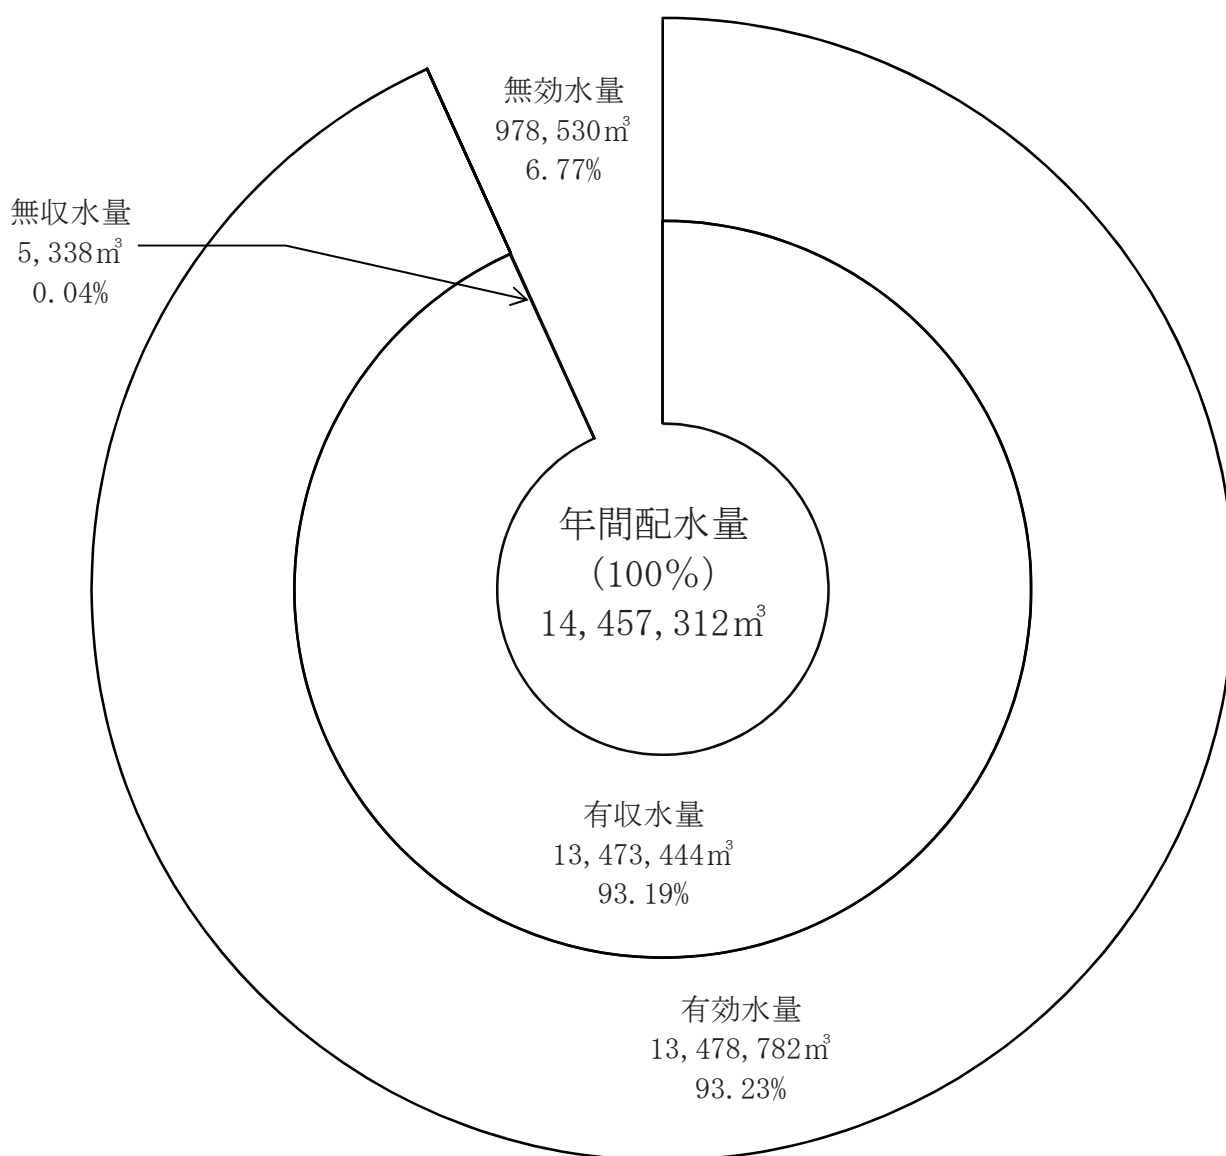 無効水量
978,530㎥
6.77%
無収水量
5,338㎥
0.04%
年間配水量
(100%)
14,457,312㎥
有収水量
13,473,444㎥
93.19%
有効水量
13,478,782㎥
93.23%